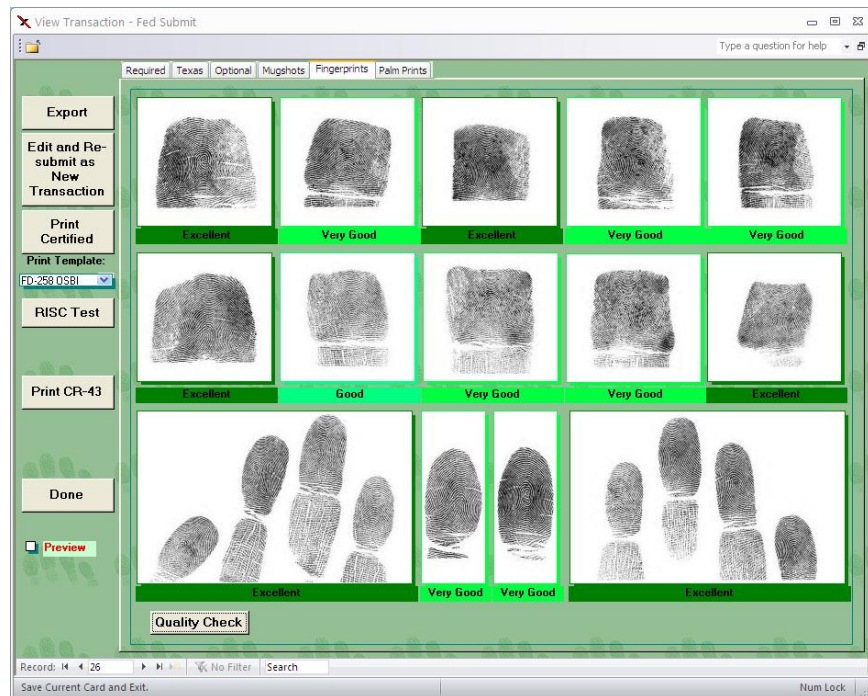 View Transaction - Fed Submit
Type a question for help
Required Texas Optional Mugshots Fingerprints Palm Prints
Export
Edit and Re-
submit as
New
Transaction
Print
Certified
Print Template:
FD-258 OSBI
RISC Test
Print CR-43
Done
Preview
Excellent Very Good Excellent Very Good Very Good
Excellent Good Very Good Very Good Excellent
Excellent Very Good Very Good Excellent
Quality Check
Record: 26 No Filter Search
Save Current Card and Exit. Num Lock